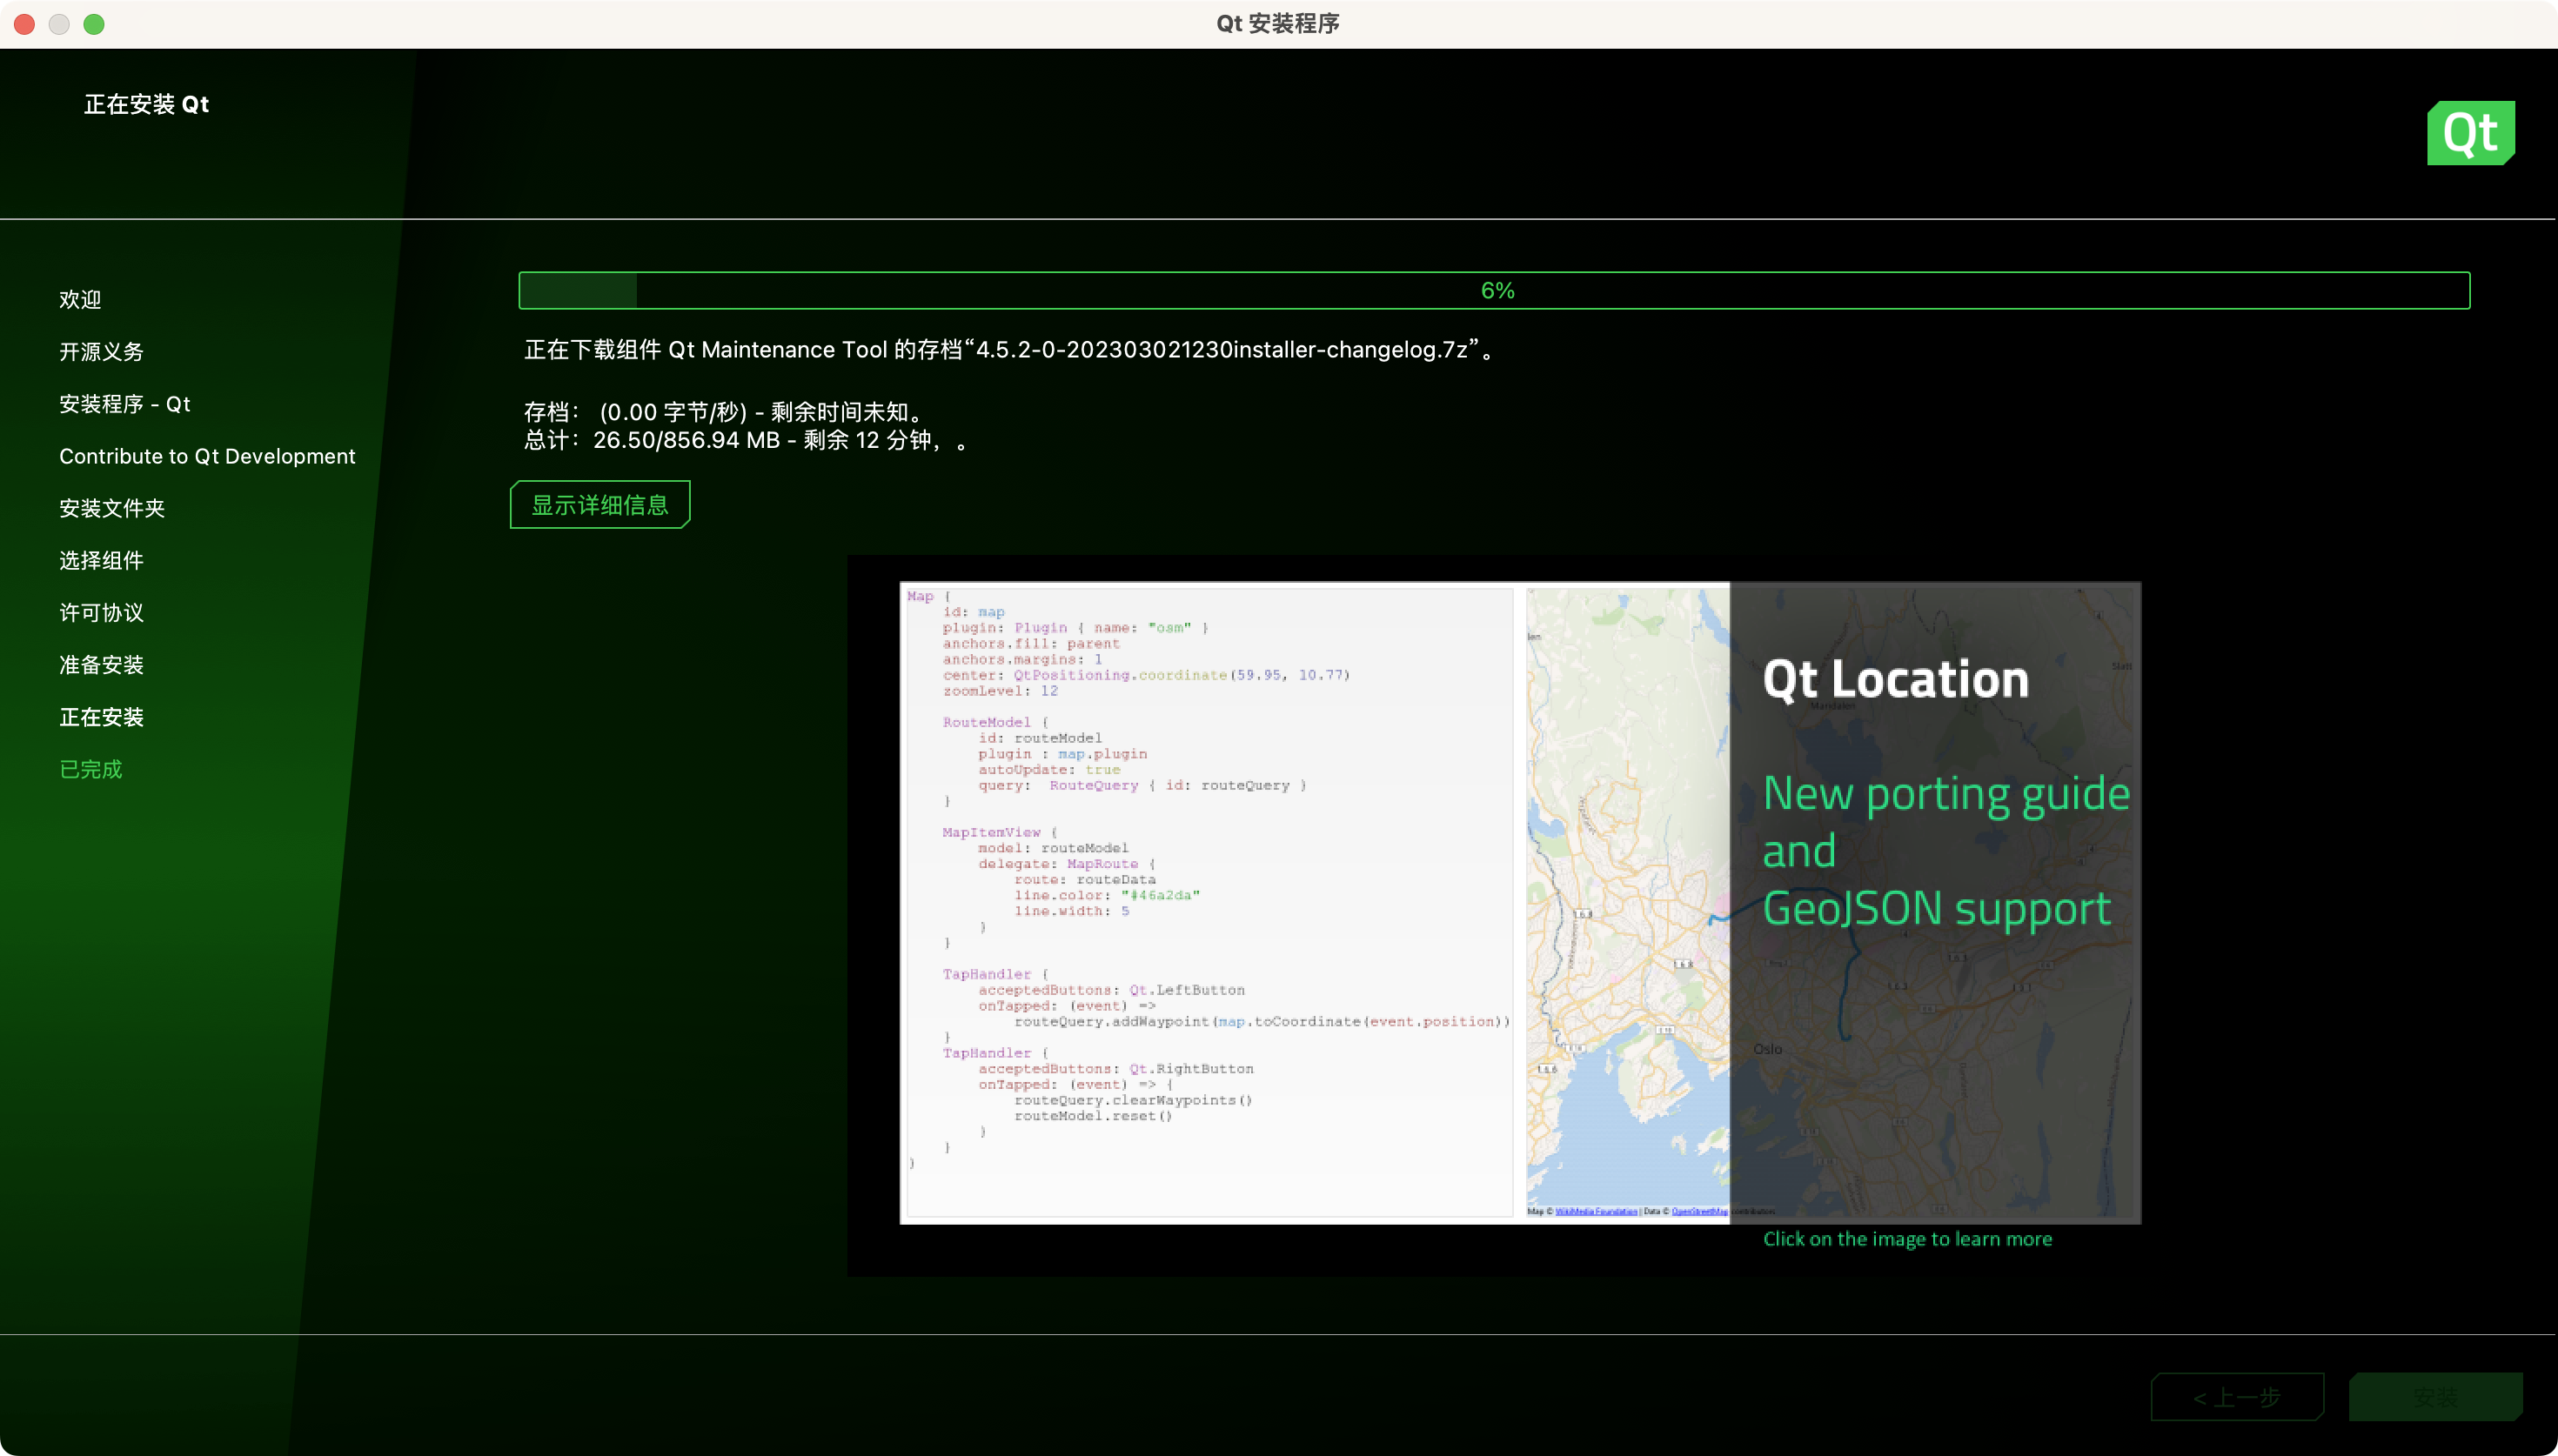 Qt 安装程序
正在安装 Qt
Qt
欢迎
开源义务
安装程序 - Qt
Contribute to Qt Development
安装文件夹
选择组件
许可协议
准备安装
正在安装
已完成
6%
正在下载组件 Qt Maintenance Tool 的存档“4.5.2-0-202303021230installer-changelog.7z”。
存档： (0.00 字节/秒) - 剩余时间未知。
总计：26.50/856.94 MB - 剩余 12 分钟，。
显示详细信息
Map {
id: map
plugin: Plugin { name: "osm" }
anchors.fill: parent
anchors.margins: 1
center: QtPositioning.coordinate(59.95, 10.77)
zoomLevel: 12
RouteModel {
id: routeModel
plugin : map.plugin
autoUpdate: true
query: RouteQuery { id: routeQuery }
}
MapItemView {
model: routeModel
delegate: MapRoute {
route: routeData
line.color: "#46a2da"
line.width: 5
}
}
TapHandler {
acceptedButtons: Qt.LeftButton
onTapped: (event) =>
routeQuery.addWaypoint(map.toCoordinate(event.position))
}
TapHandler {
acceptedButtons: Qt.RightButton
onTapped: (event) => {
routeQuery.clearWaypoints()
routeModel.reset()
}
}
}
Qt Location
New porting guide
and
GeoJSON support
Oslo
Map © WikiMedia Foundation | Data © OpenStreetMap contributors
Click on the image to learn more
< 上一步
安装